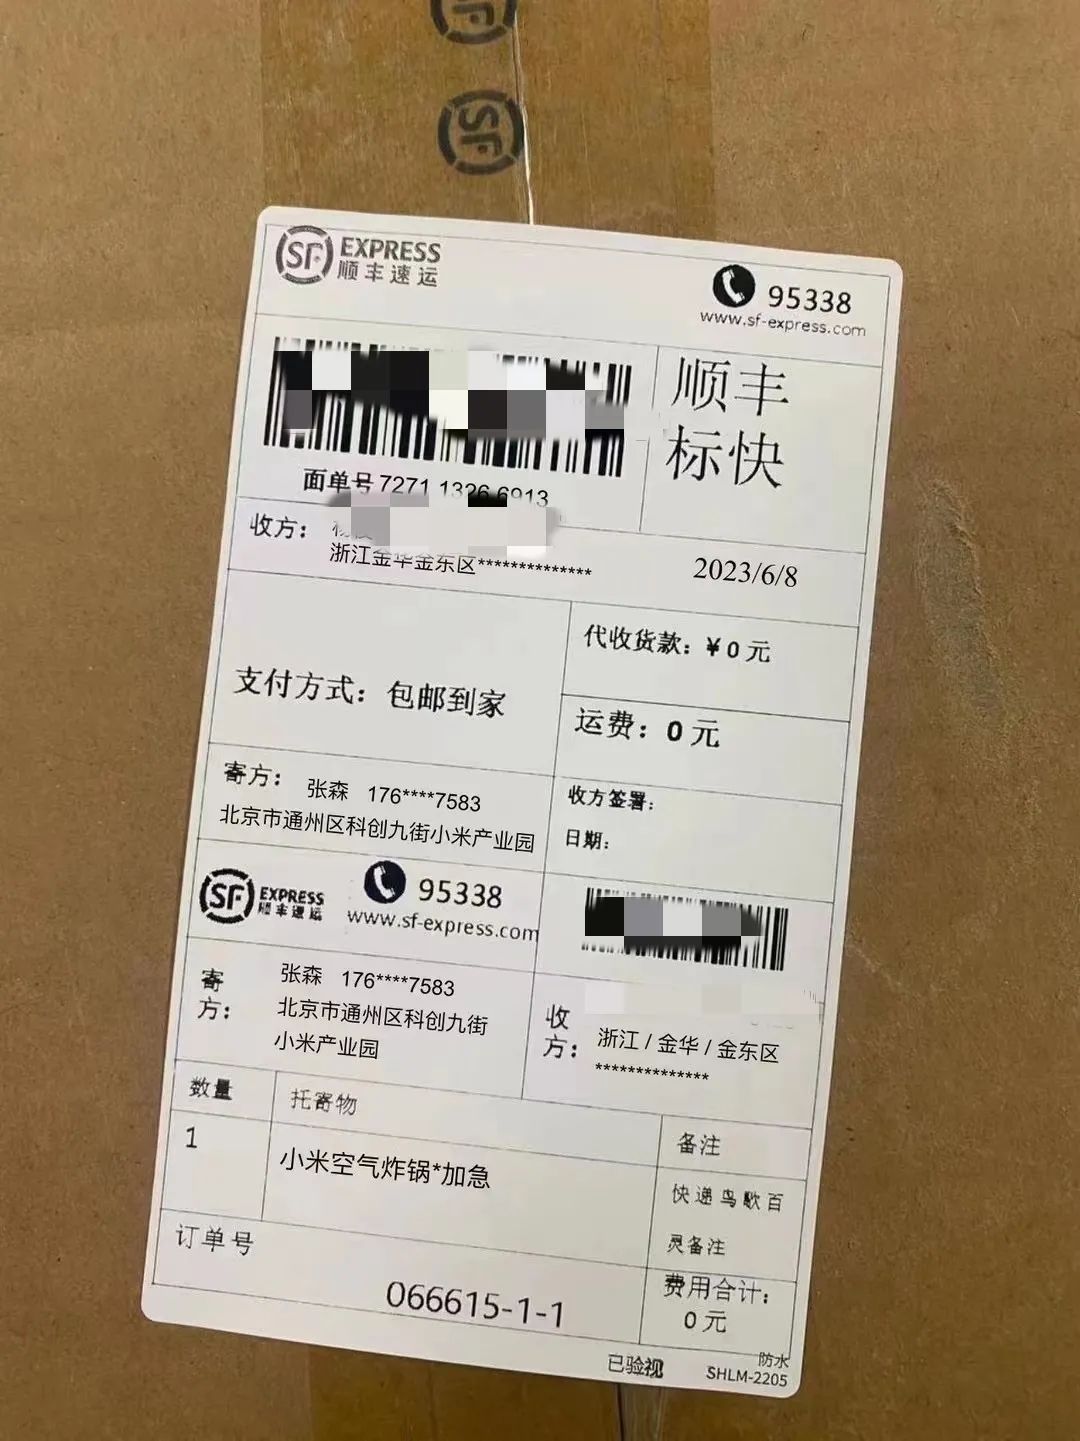 SF
SF
SF EXPRESS
顺丰速运
95338
www.sf-express.com
顺丰
标快
面单号 7271 1326 6913
收方：
浙江金华金东区**************
2023/6/8
支付方式：包邮到家
代收货款：￥0元
运费：0元
寄方：张森 176****7583
北京市通州区科创九街小米产业园
收方签署：
日期：
SF EXPRESS
顺丰速运
95338
www.sf-express.com
寄方：
张森 176****7583
北京市通州区科创九街
小米产业园
收方：
浙江 / 金华 / 金东区
**************
数量
托寄物
备注
1
小米空气炸锅*加急
快递鸟歌百
灵备注
订单号
066615-1-1
费用合计：
0元
已验视
防水
SHLM-2205